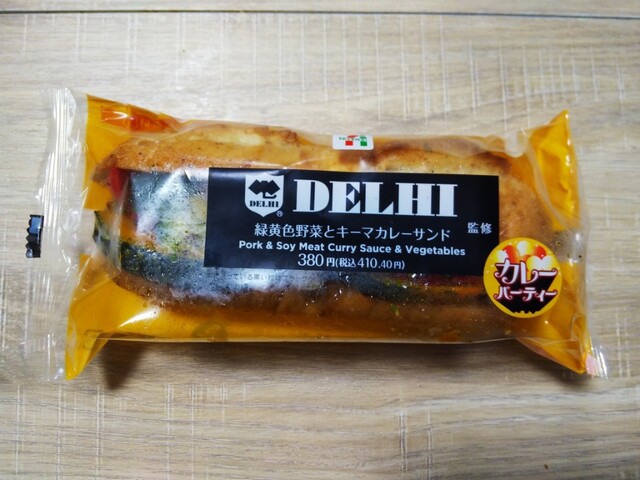 DELHI
DELHI
®
緑黄色野菜とキーマカレーサンド
監修
Pork & Soy Meat Curry Sauce & Vegetables
380円(税込410.40円)
カレー
パーティー